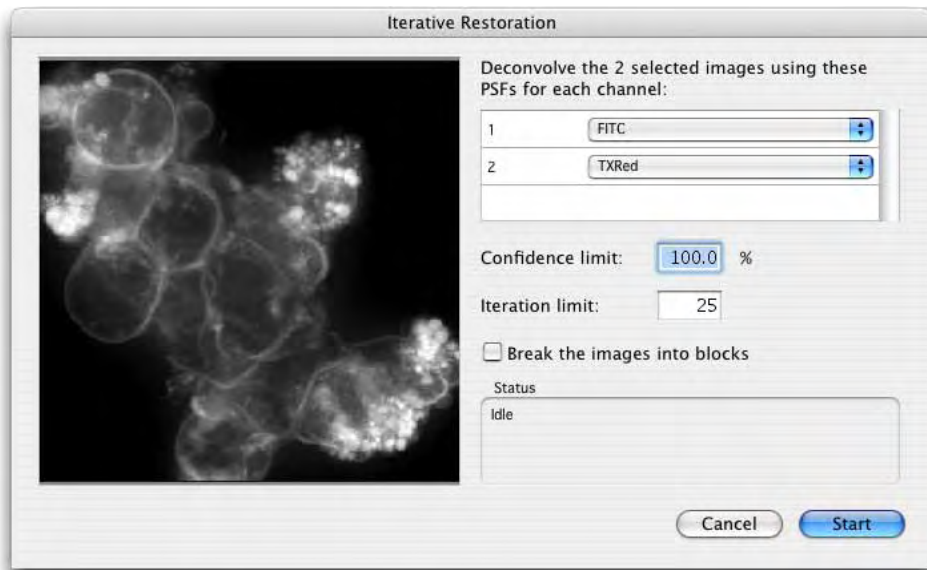 Iterative Restoration
Deconvolve the 2 selected images using these
PSFs for each channel:
1 FITC
2 TXRed
Confidence limit: 100.0 %
Iteration limit: 25
Break the images into blocks
Status
Idle
Cancel Start